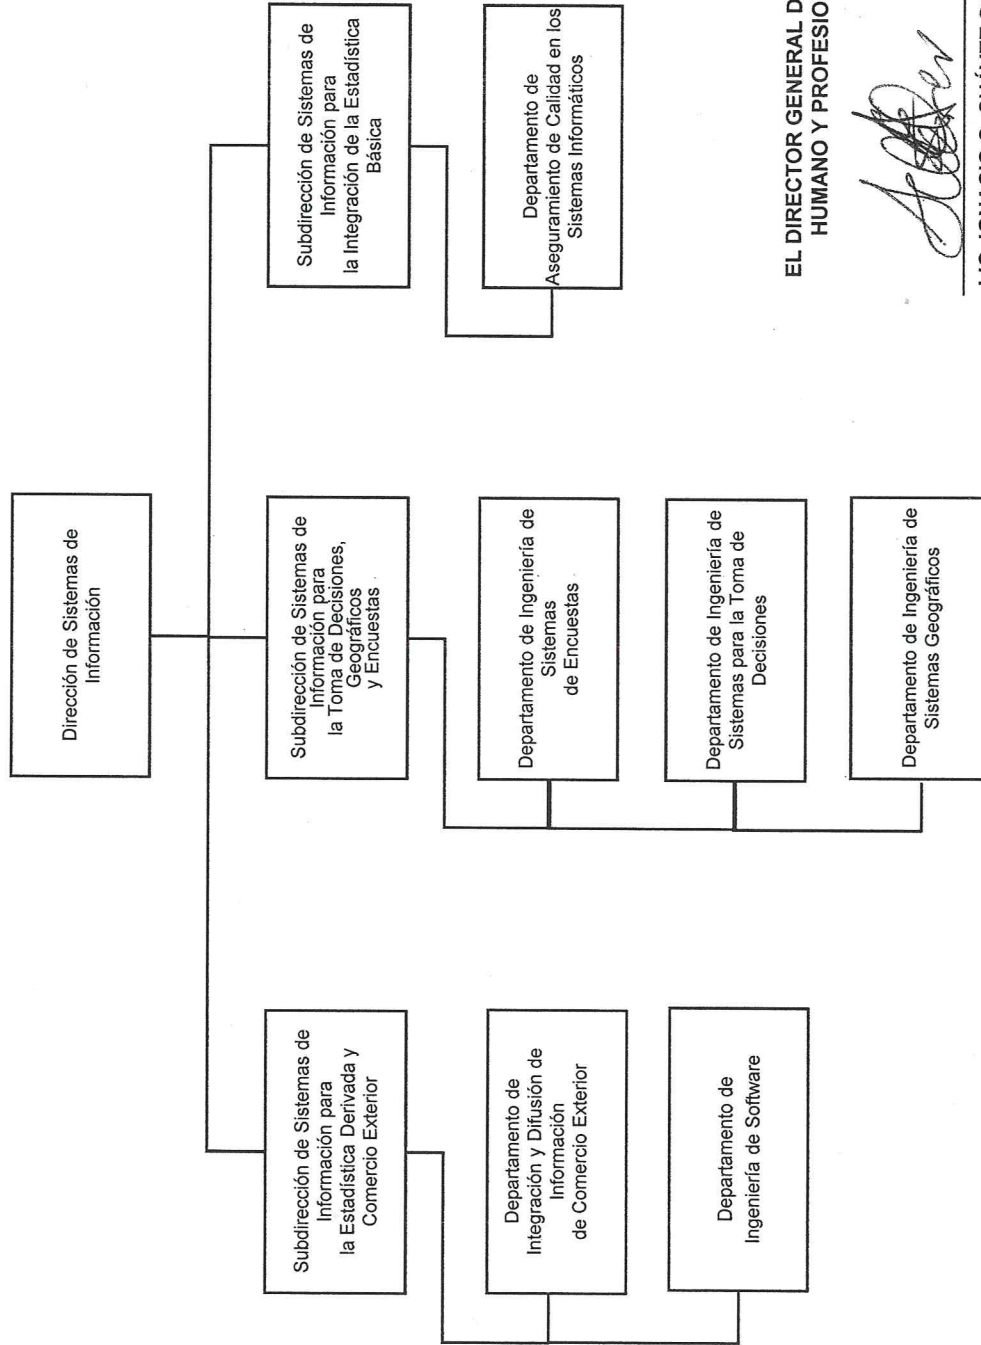 Dirección de Sistemas de
Información
Subdirección de Sistemas de
Información para
la Estadística Derivada y
Comercio Exterior
Subdirección de Sistemas de
Información para
la Toma de Decisiones,
Geográficos
y Encuestas
Subdirección de Sistemas de
Información para
la Integración de la Estadística
Básica
Departamento de
Integración y Difusión de
Información
de Comercio Exterior
Departamento de Ingeniería de
Sistemas
de Encuestas
Departamento de
Aseguramiento de Calidad en los
Sistemas Informáticos
Departamento de
Ingeniería de Software
Departamento de Ingeniería de
Sistemas para la Toma de
Decisiones
Departamento de Ingeniería de
Sistemas Geográficos
EL DIRECTOR GENERAL D
HUMANO Y PROFESIO